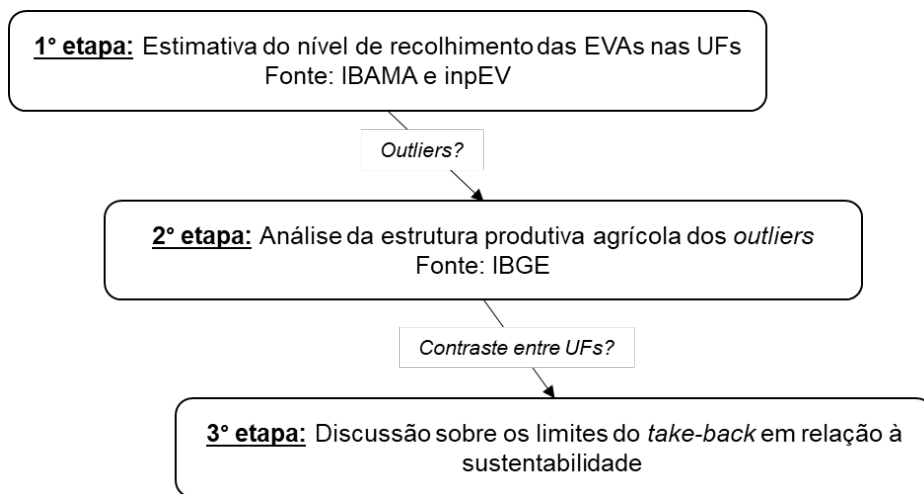 1° etapa: Estimativa do nível de recolhimento das EVAs nas UFs
Fonte: IBAMA e inpEV
Outliers?
2° etapa: Análise da estrutura produtiva agrícola dos outliers
Fonte: IBGE
Contraste entre UFs?
3° etapa: Discussão sobre os limites do take-back em relação à
sustentabilidade